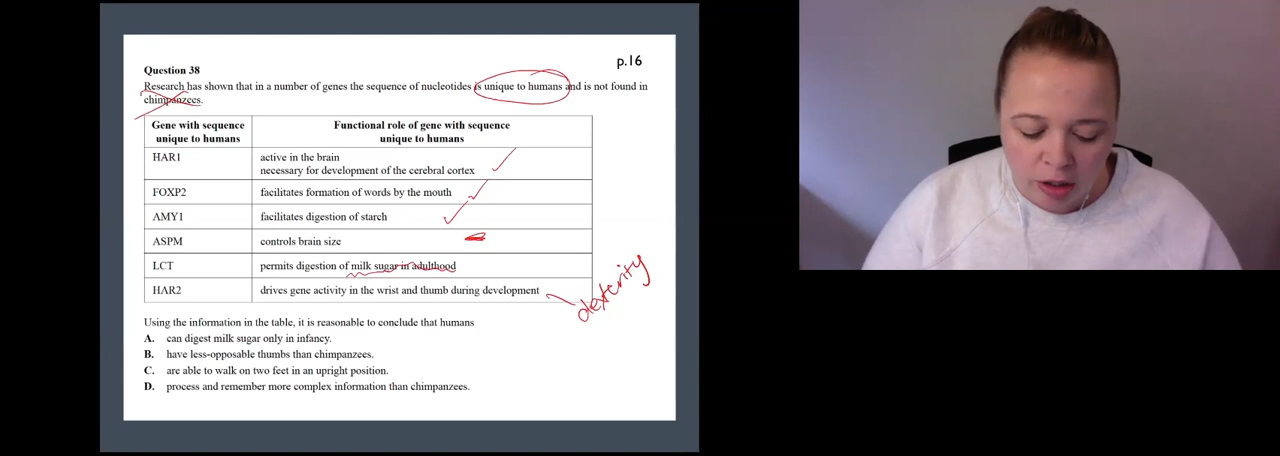 p.16
Question 38
Research has shown that in a number of genes the sequence of nucleotides is unique to humans and is not found in
chimpanzees.
Gene with sequence unique to humans
Functional role of gene with sequence unique to humans
HAR1
active in the brain
necessary for development of the cerebral cortex
FOXP2
facilitates formation of words by the mouth
AMY1
facilitates digestion of starch
ASPM
controls brain size
LCT
permits digestion of milk sugar in adulthood
HAR2
drives gene activity in the wrist and thumb during development
dexterity
Using the information in the table, it is reasonable to conclude that humans
A. can digest milk sugar only in infancy.
B. have less-opposable thumbs than chimpanzees.
C. are able to walk on two feet in an upright position.
D. process and remember more complex information than chimpanzees.